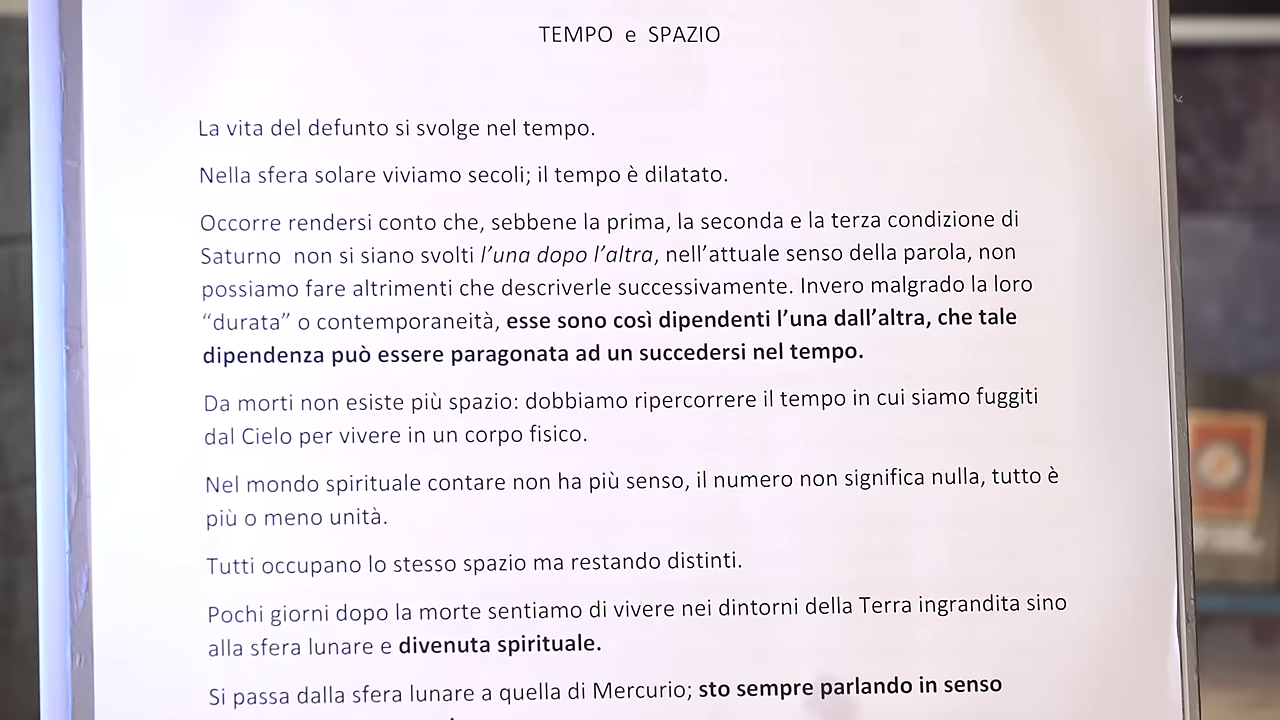 TEMPO e SPAZIO
La vita del defunto si svolge nel tempo.
Nella sfera solare viviamo secoli; il tempo è dilatato.
Occorre rendersi conto che, sebbene la prima, la seconda e la terza condizione di
Saturno non si siano svolti l’una dopo l’altra, nell’attuale senso della parola, non
possiamo fare altrimenti che descriverle successivamente. Invero malgrado la loro
“durata” o contemporaneità, esse sono così dipendenti l’una dall’altra, che tale
dipendenza può essere paragonata ad un succedersi nel tempo.
Da morti non esiste più spazio: dobbiamo ripercorrere il tempo in cui siamo fuggiti
dal Cielo per vivere in un corpo fisico.
Nel mondo spirituale contare non ha più senso, il numero non significa nulla, tutto è
più o meno unità.
Tutti occupano lo stesso spazio ma restando distinti.
Pochi giorni dopo la morte sentiamo di vivere nei dintorni della Terra ingrandita sino
alla sfera lunare e divenuta spirituale.
Si passa dalla sfera lunare a quella di Mercurio; sto sempre parlando in senso